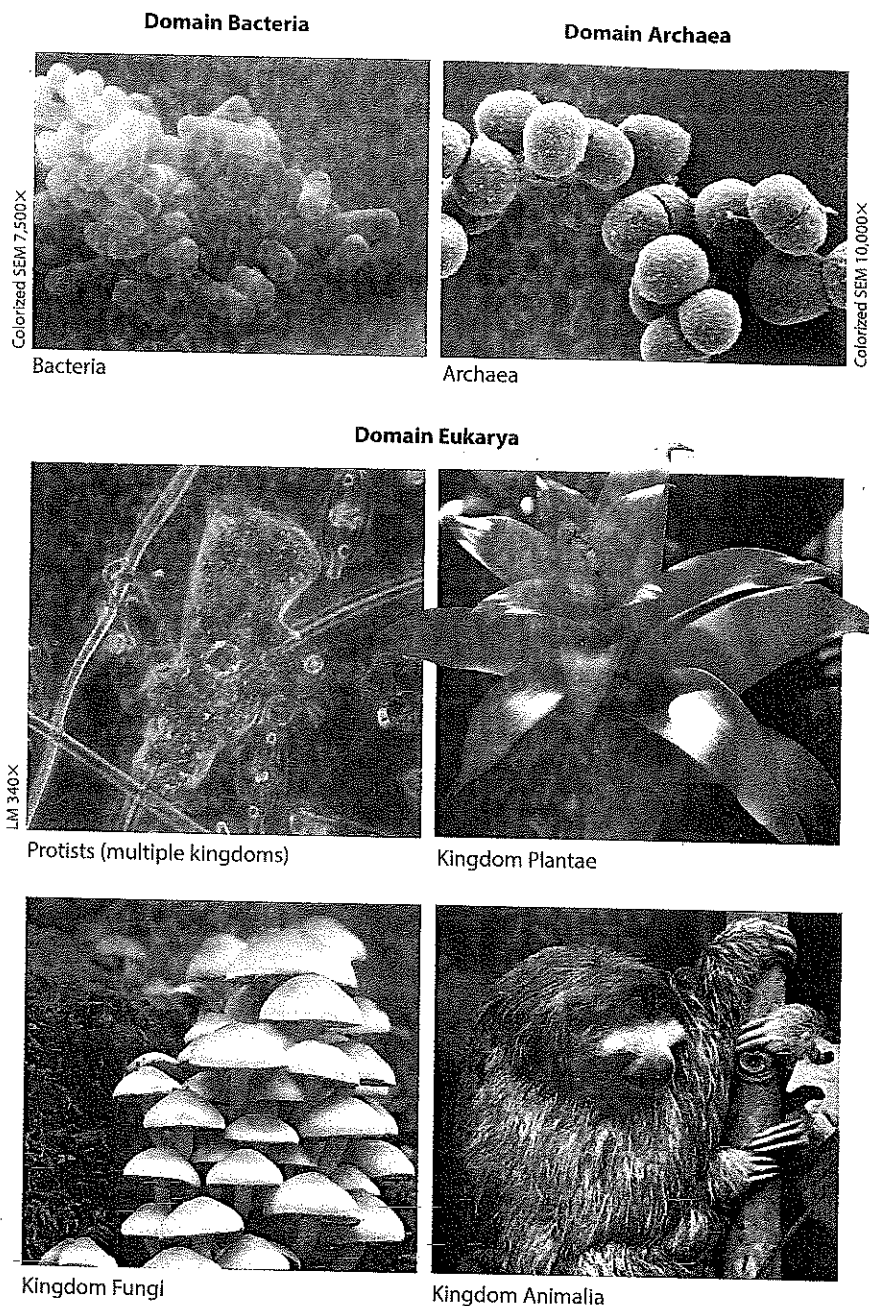 Domain Bacteria
Domain Archaea
Colorized SEM 7,500×
Colorized SEM 10,000×
Bacteria
Archaea
Domain Eukarya
LM 340×
Protists (multiple kingdoms)
Kingdom Plantae
Kingdom Fungi
Kingdom Animalia